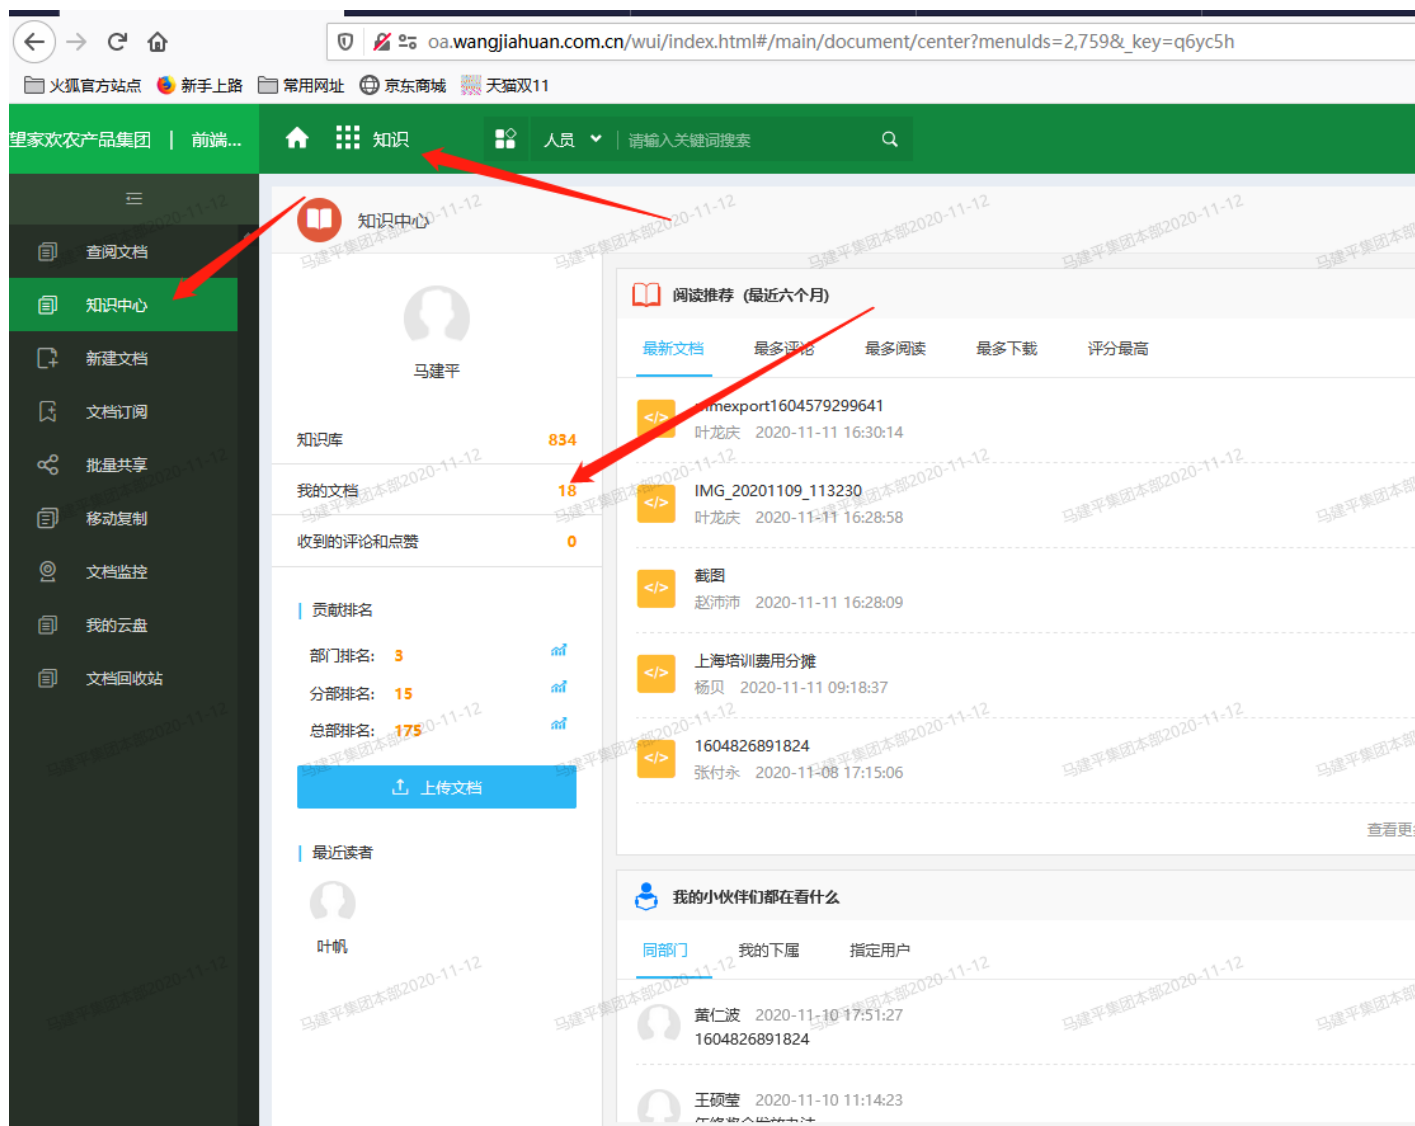 oa.wangjiahuan.com.cn/wui/index.html#/main/document/center?menuIds=2,759&_key=q6yc5h
火狐官方站点 新手上路 常用网址 京东商城 天猫双11
望家欢农产品集团 | 前端...
知识 人员 请输入关键词搜索
查阅文档
知识中心
新建文档
文档订阅
批量共享
移动复制
文档监控
我的云盘
文档回收站
知识中心
马建平
知识库 834
我的文档 18
收到的评论和点赞 0
贡献排名
部门排名: 3
分部排名: 15
总部排名: 175
上传文档
最近读者
叶帆
阅读推荐 (最近六个月)
最新文档 最多评论 最多阅读 最多下载 评分最高
mmexport1604579299641
叶龙庆 2020-11-11 16:30:14
IMG_20201109_113230
叶龙庆 2020-11-11 16:28:58
截图
赵沛沛 2020-11-11 16:28:09
上海培训费用分摊
杨贝 2020-11-11 09:18:37
1604826891824
张付永 2020-11-08 17:15:06
查看更
我的小伙伴们都在看什么
同部门 我的下属 指定用户
黄仁波 2020-11-10 17:51:27
1604826891824
王硕莹 2020-11-10 11:14:23
马建平集团本部2020-11-12